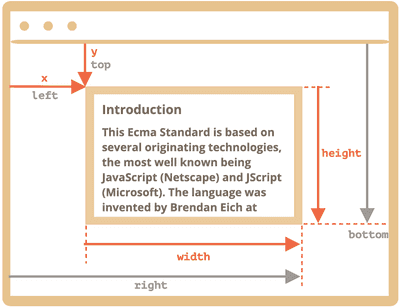 y
top
x
left
Introduction
This Ecma Standard is based on
several originating technologies,
the most well known being
JavaScript (Netscape) and JScript
(Microsoft). The language was
invented by Brendan Eich at
height
bottom
width
right